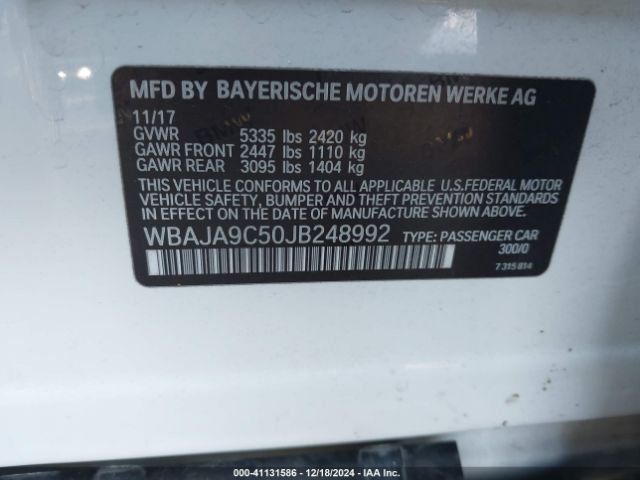 MFD BY BAYERISCHE MOTOREN WERKE AG
11/17
GVWR 5335 lbs 2420 kg
GAWR FRONT 2447 lbs 1110 kg
GAWR REAR 3095 lbs 1404 kg
THIS VEHICLE CONFORMS TO ALL APPLICABLE U.S.FEDERAL MOTOR
VEHICLE SAFETY, BUMPER AND THEFT PREVENTION STANDARDS IN
EFFECT ON THE DATE OF MANUFACTURE SHOWN ABOVE.
WBAJA9C50JB248992 TYPE: PASSENGER CAR
300/0
7 315 814
000-41131586 - 12/18/2024 - IAA Inc.